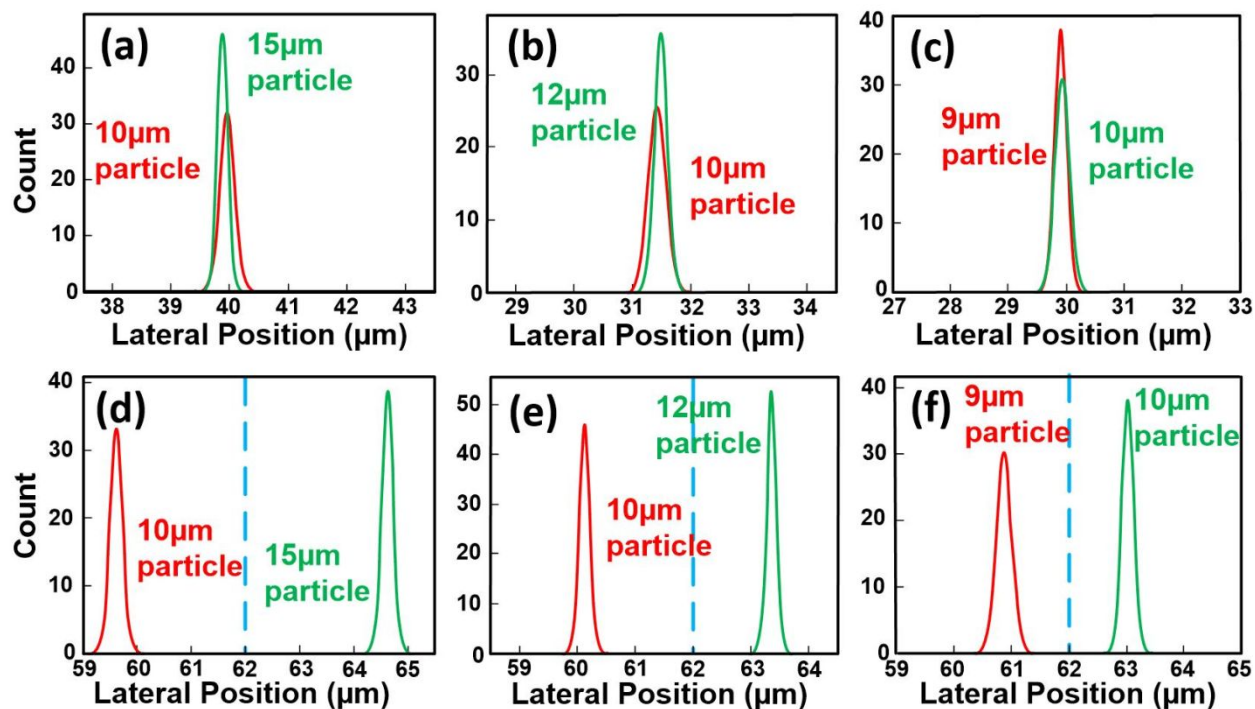 (a)
15µm
particle
10µm
particle
Count
0
10
20
30
40
38
39
40
41
42
43
Lateral Position (µm)
(b)
12µm
particle
10µm
particle
0
10
20
30
29
30
31
32
33
34
Lateral Position (µm)
(c)
9µm
particle
10µm
particle
0
10
20
30
40
27
28
29
30
31
32
33
Lateral Position (µm)
(d)
10µm
particle
15µm
particle
Count
0
10
20
30
40
59
60
61
62
63
64
65
Lateral Position (µm)
(e)
12µm
particle
10µm
particle
0
10
20
30
40
50
59
60
61
62
63
64
Lateral Position (µm)
(f)
9µm
particle
10µm
particle
0
10
20
30
40
59
60
61
62
63
64
65
Lateral Position (µm)